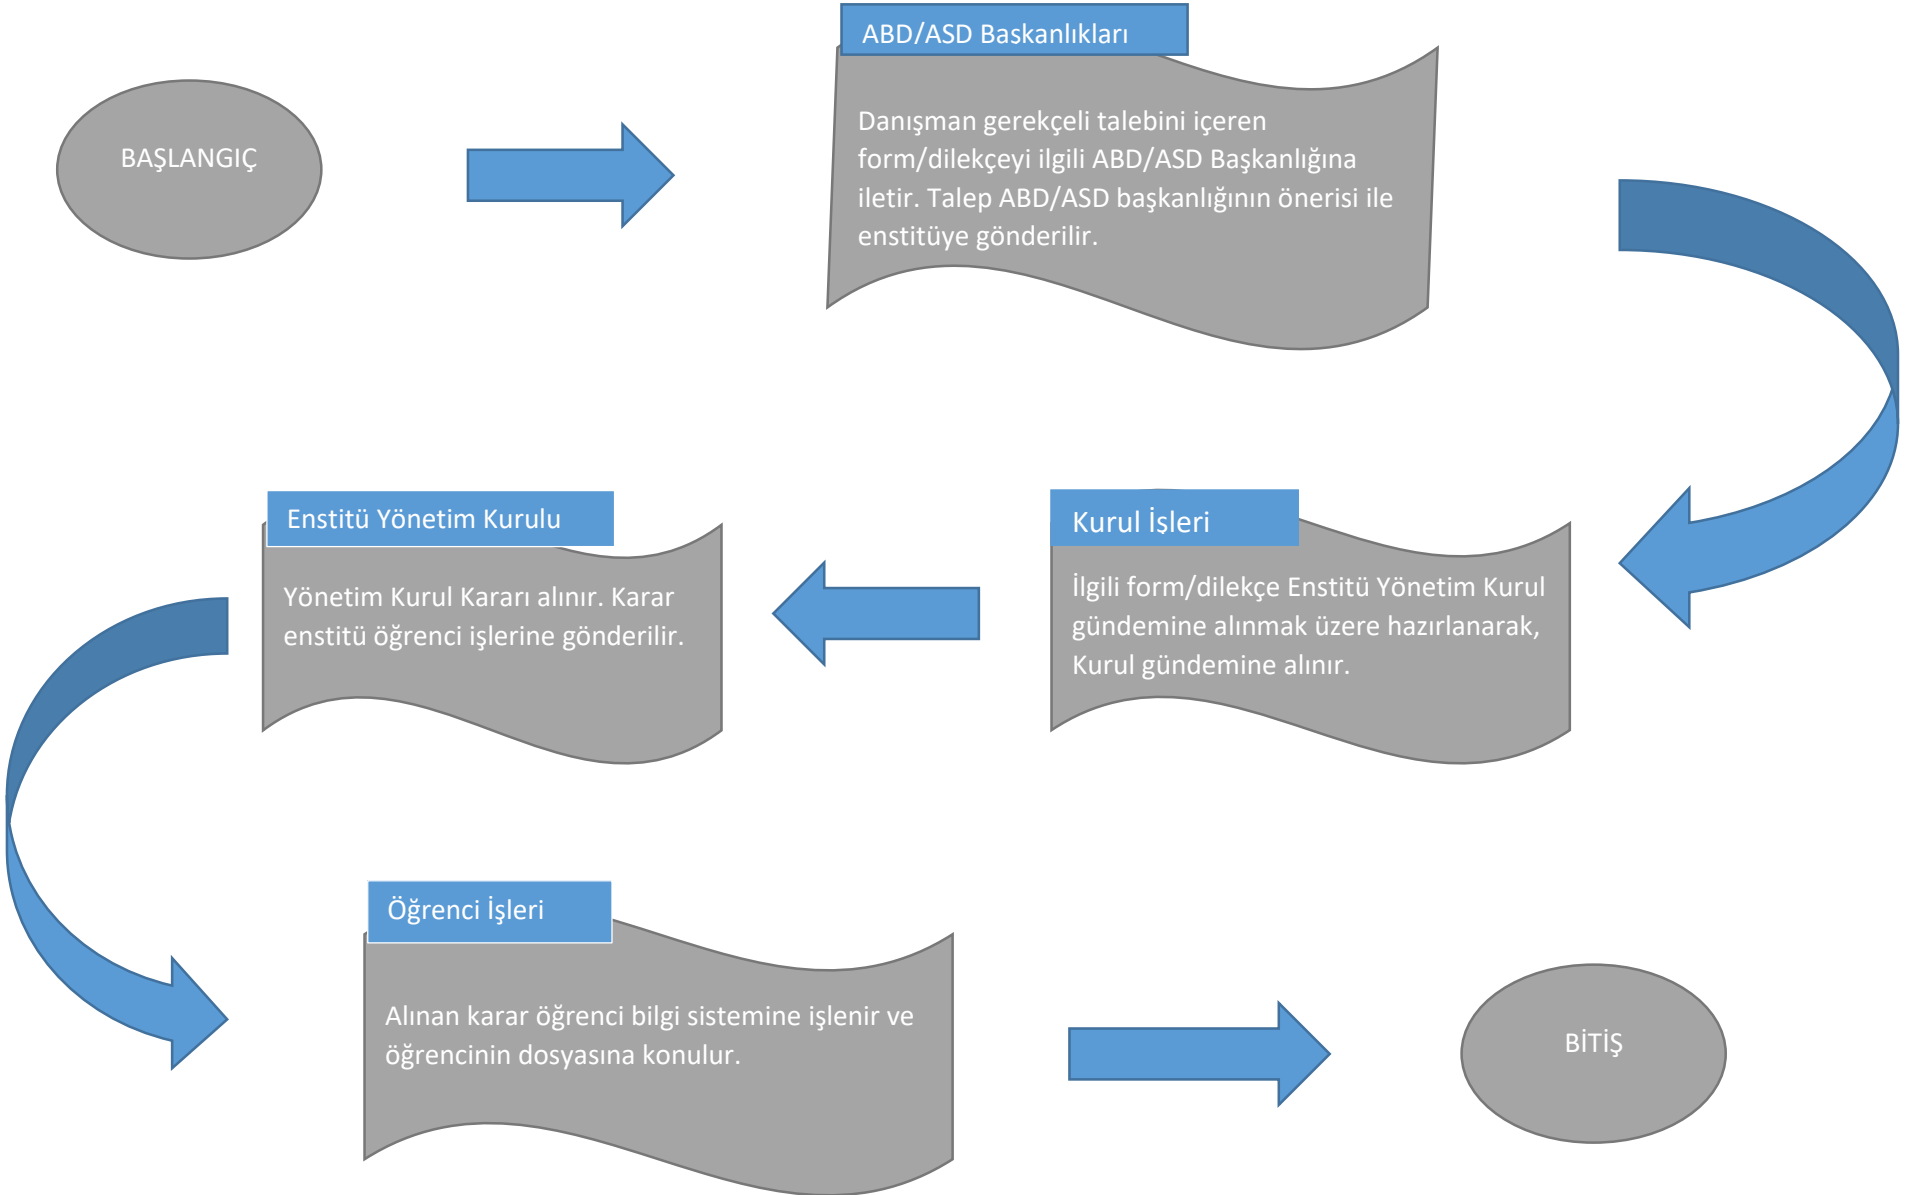 BAŞLANGIÇ
ABD/ASD Baskanlıkları
Danışman gerekçeli talebini içeren
form/dilekçeyi ilgili ABD/ASD Başkanlığına
iletir. Talep ABD/ASD başkanlığının önerisi ile
enstitüye gönderilir.
Kurul İşleri
İlgili form/dilekçe Enstitü Yönetim Kurul
gündemine alınmak üzere hazırlanarak,
Kurul gündemine alınır.
Enstitü Yönetim Kurulu
Yönetim Kurul Kararı alınır. Karar
enstitü öğrenci işlerine gönderilir.
Öğrenci İşleri
Alınan karar öğrenci bilgi sistemine işlenir ve
öğrencinin dosyasına konulur.
BİTİŞ